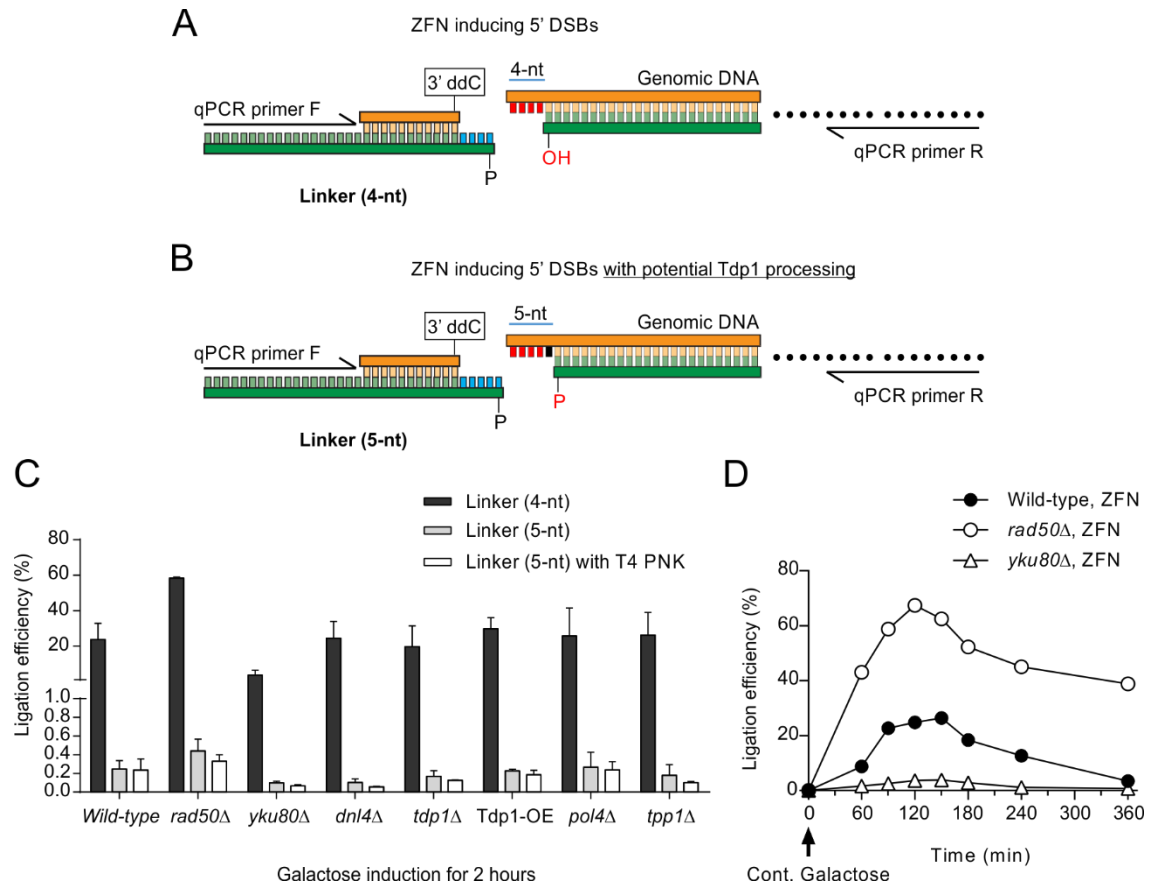 A
ZFN inducing 5' DSBs
3' ddC
4-nt
Genomic DNA
qPCR primer F
OH
qPCR primer R
P
Linker (4-nt)
B
ZFN inducing 5' DSBs with potential Tdp1 processing
3' ddC
5-nt
Genomic DNA
qPCR primer F
P
qPCR primer R
P
Linker (5-nt)
C
Linker (4-nt)
Linker (5-nt)
Linker (5-nt) with T4 PNK
Ligation efficiency (%)
80
60
40
20
1.0
0.8
0.6
0.4
0.2
0.0
Wild-type rad50Δ yku80Δ dnl4Δ tdp1Δ Tdp1-OE pol4Δ tpp1Δ
Galactose induction for 2 hours
D
Wild-type, ZFN
rad50Δ, ZFN
yku80Δ, ZFN
Ligation efficiency (%)
80
60
40
20
0
0 60 120 180 240 300 360
Time (min)
Cont. Galactose